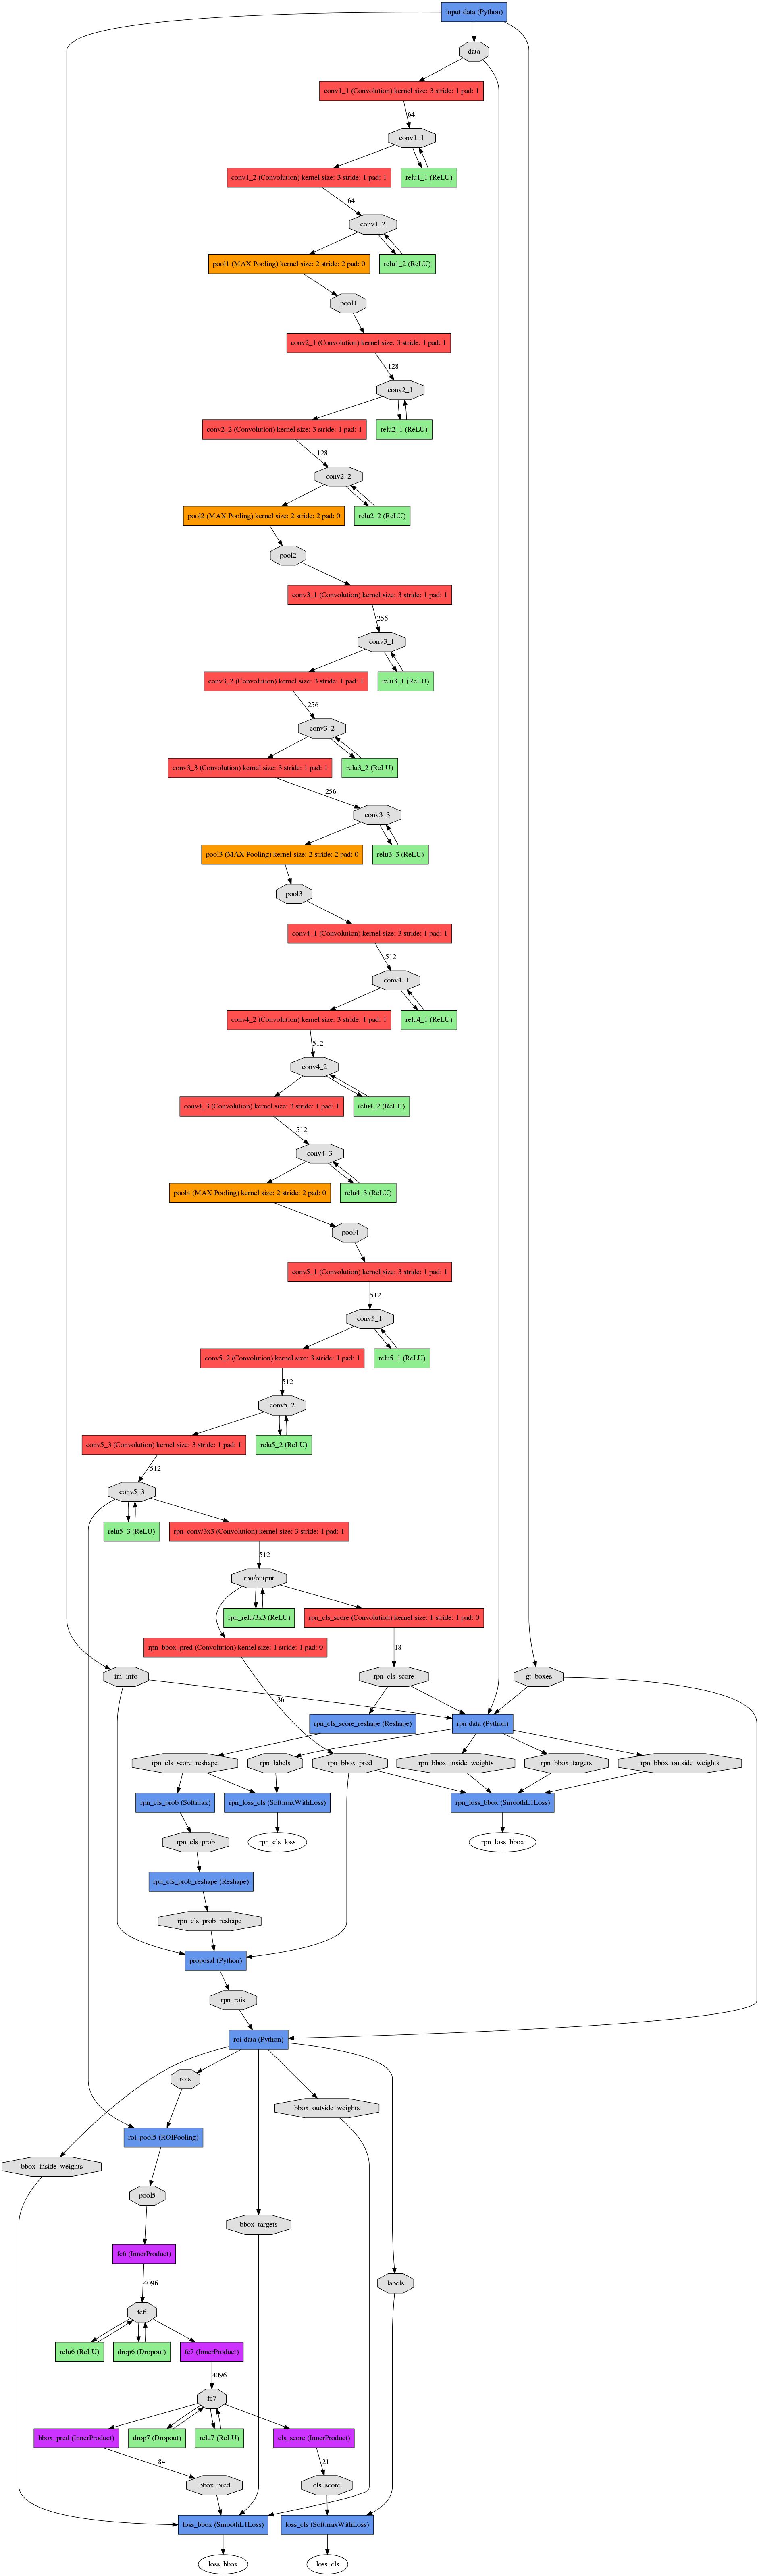 input-data (Python)
data
conv1_1 (Convolution) kernel size: 3 stride: 1 pad: 1
64
conv1_1
conv1_2 (Convolution) kernel size: 3 stride: 1 pad: 1
relu1_1 (ReLU)
64
conv1_2
pool1 (MAX Pooling) kernel size: 2 stride: 2 pad: 0
relu1_2 (ReLU)
pool1
conv2_1 (Convolution) kernel size: 3 stride: 1 pad: 1
128
conv2_1
conv2_2 (Convolution) kernel size: 3 stride: 1 pad: 1
relu2_1 (ReLU)
128
conv2_2
pool2 (MAX Pooling) kernel size: 2 stride: 2 pad: 0
relu2_2 (ReLU)
pool2
conv3_1 (Convolution) kernel size: 3 stride: 1 pad: 1
256
conv3_1
conv3_2 (Convolution) kernel size: 3 stride: 1 pad: 1
relu3_1 (ReLU)
256
conv3_2
conv3_3 (Convolution) kernel size: 3 stride: 1 pad: 1
relu3_2 (ReLU)
256
conv3_3
pool3 (MAX Pooling) kernel size: 2 stride: 2 pad: 0
relu3_3 (ReLU)
pool3
conv4_1 (Convolution) kernel size: 3 stride: 1 pad: 1
512
conv4_1
conv4_2 (Convolution) kernel size: 3 stride: 1 pad: 1
relu4_1 (ReLU)
512
conv4_2
conv4_3 (Convolution) kernel size: 3 stride: 1 pad: 1
relu4_2 (ReLU)
512
conv4_3
pool4 (MAX Pooling) kernel size: 2 stride: 2 pad: 0
relu4_3 (ReLU)
pool4
conv5_1 (Convolution) kernel size: 3 stride: 1 pad: 1
512
conv5_1
conv5_2 (Convolution) kernel size: 3 stride: 1 pad: 1
relu5_1 (ReLU)
512
conv5_2
conv5_3 (Convolution) kernel size: 3 stride: 1 pad: 1
relu5_2 (ReLU)
512
conv5_3
relu5_3 (ReLU)
rpn_conv/3x3 (Convolution) kernel size: 3 stride: 1 pad: 1
512
rpn/output
rpn_relu/3x3 (ReLU)
rpn_cls_score (Convolution) kernel size: 1 stride: 1 pad: 0
rpn_bbox_pred (Convolution) kernel size: 1 stride: 1 pad: 0
18
im_info
rpn_cls_score
gt_boxes
36
rpn_cls_score_reshape (Reshape)
rpn-data (Python)
rpn_cls_score_reshape
rpn_labels
rpn_bbox_pred
rpn_bbox_inside_weights
rpn_bbox_targets
rpn_bbox_outside_weights
rpn_cls_prob (Softmax)
rpn_loss_cls (SoftmaxWithLoss)
rpn_loss_bbox (SmoothL1Loss)
rpn_cls_prob
rpn_cls_loss
rpn_loss_bbox
rpn_cls_prob_reshape (Reshape)
rpn_cls_prob_reshape
proposal (Python)
rpn_rois
roi-data (Python)
rois
bbox_outside_weights
roi_pool5 (ROIPooling)
bbox_inside_weights
pool5
bbox_targets
fc6 (InnerProduct)
4096
labels
fc6
relu6 (ReLU)
drop6 (Dropout)
fc7 (InnerProduct)
4096
fc7
bbox_pred (InnerProduct)
drop7 (Dropout)
relu7 (ReLU)
cls_score (InnerProduct)
84
21
bbox_pred
cls_score
loss_bbox (SmoothL1Loss)
loss_cls (SoftmaxWithLoss)
loss_bbox
loss_cls